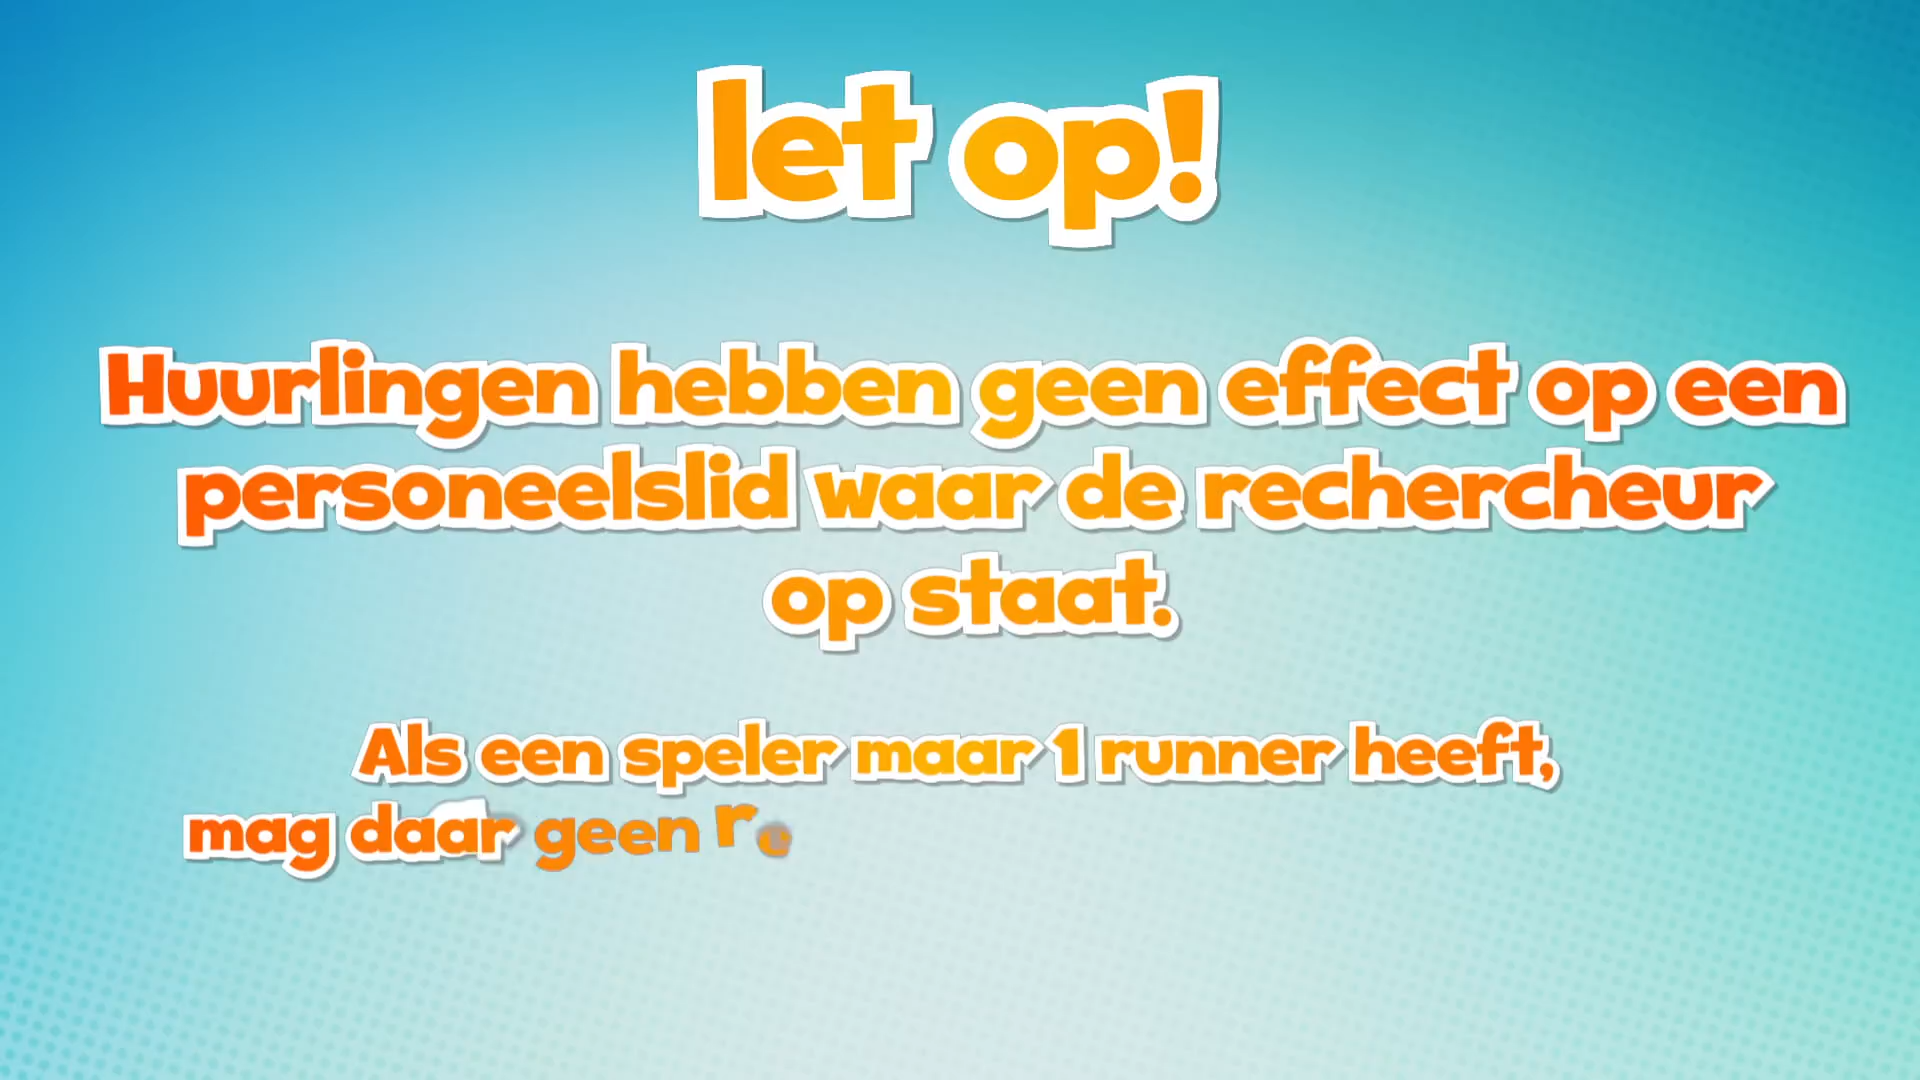 let op!
Huurlingen hebben geen effect op een
personeelslid waar de rechercheur
op staat.
Als een speler maar 1 runner heeft,
mag daar geen